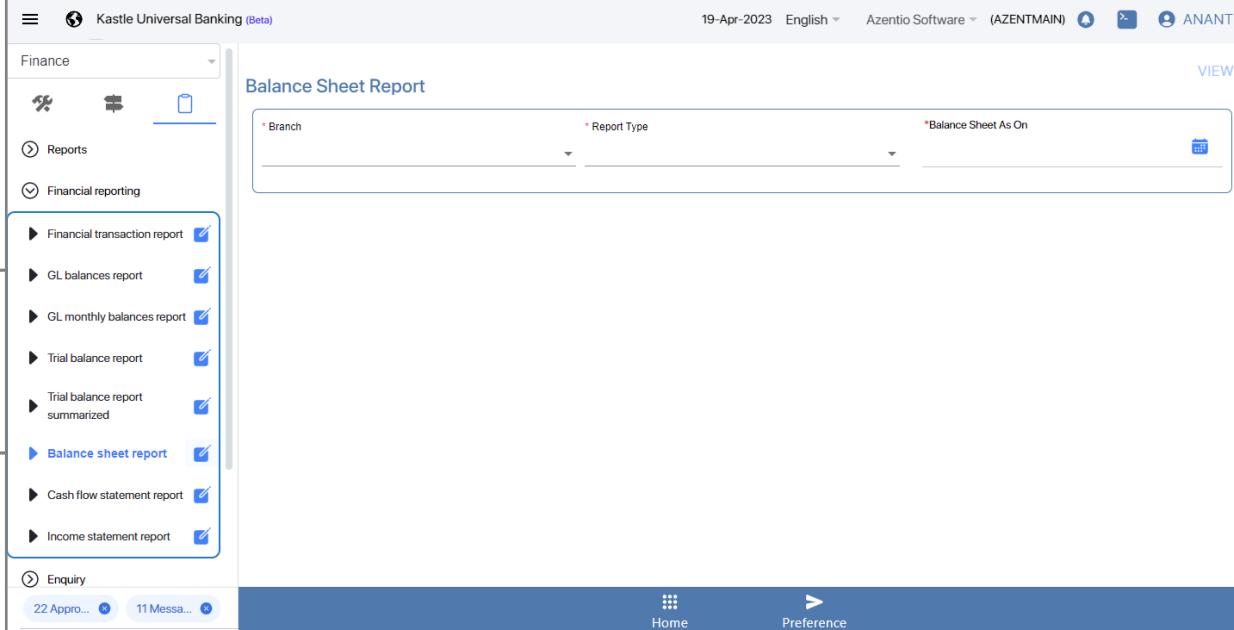 Kastle Universal Banking (Beta)
19-Apr-2023 English Azentio Software (AZENTMAIN) ANANT
Finance
VIEW
Balance Sheet Report
* Branch
* Report Type
*Balance Sheet As On
Reports
Financial reporting
Financial transaction report
GL balances report
GL monthly balances report
Trial balance report
Trial balance report
summarized
Balance sheet report
Cash flow statement report
Income statement report
Enquiry
22 Appro...
11 Messa...
Home
Preference